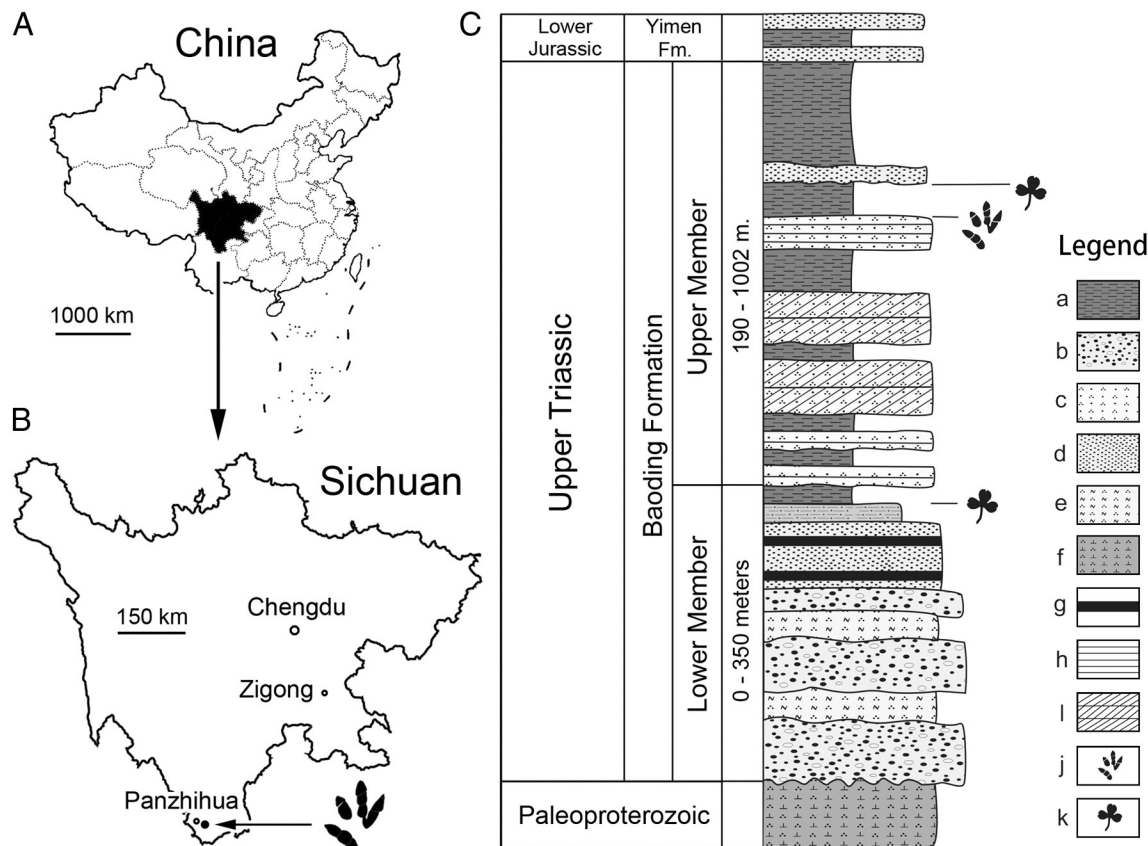 A
China
1000 km
B
Sichuan
150 km
Chengdu
Zigong
Panzhihua
C
Lower
Jurassic
Yimen
Fm.
Upper Triassic
Baoding Formation
Upper Member
190 - 1002 m.
Lower Member
0 - 350 meters
Paleoproterozoic
Legend
a
b
c
d
e
f
g
h
l
j
k